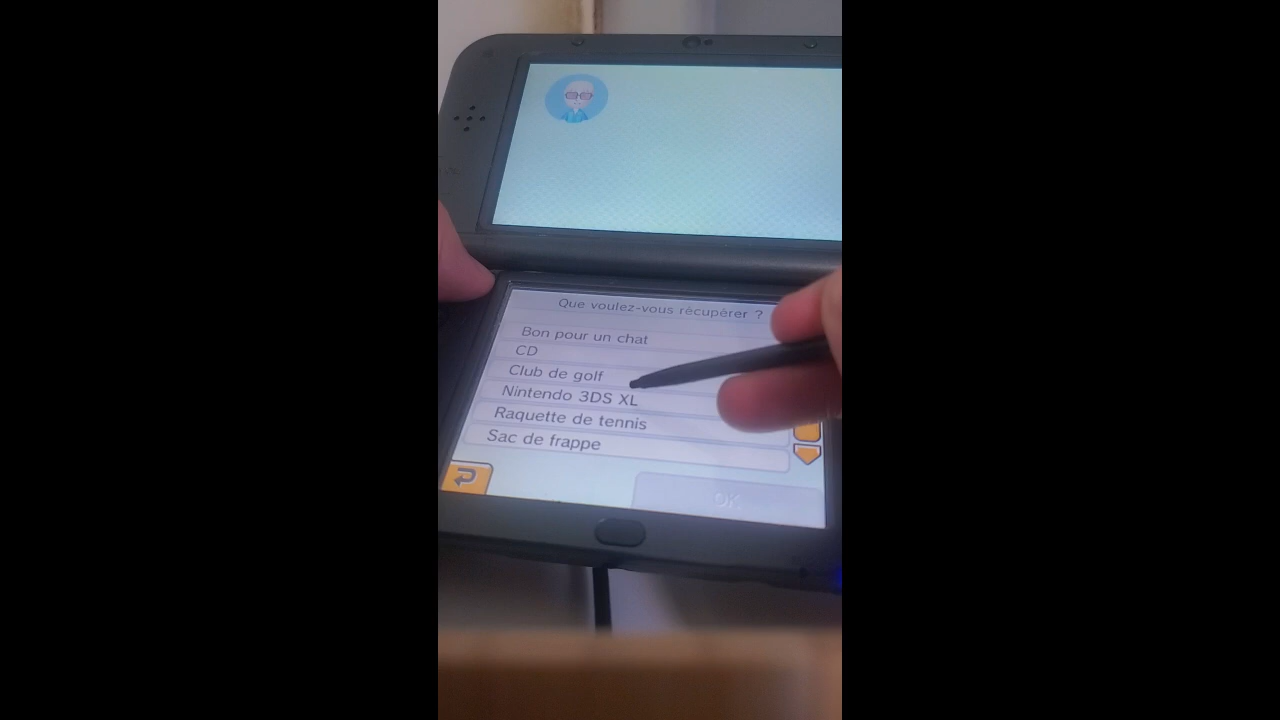 Que voulez-vous récupérer ?
Bon pour un chat
CD
Club de golf
Nintendo 3DS XL
Raquette de tennis
Sac de frappe
OK